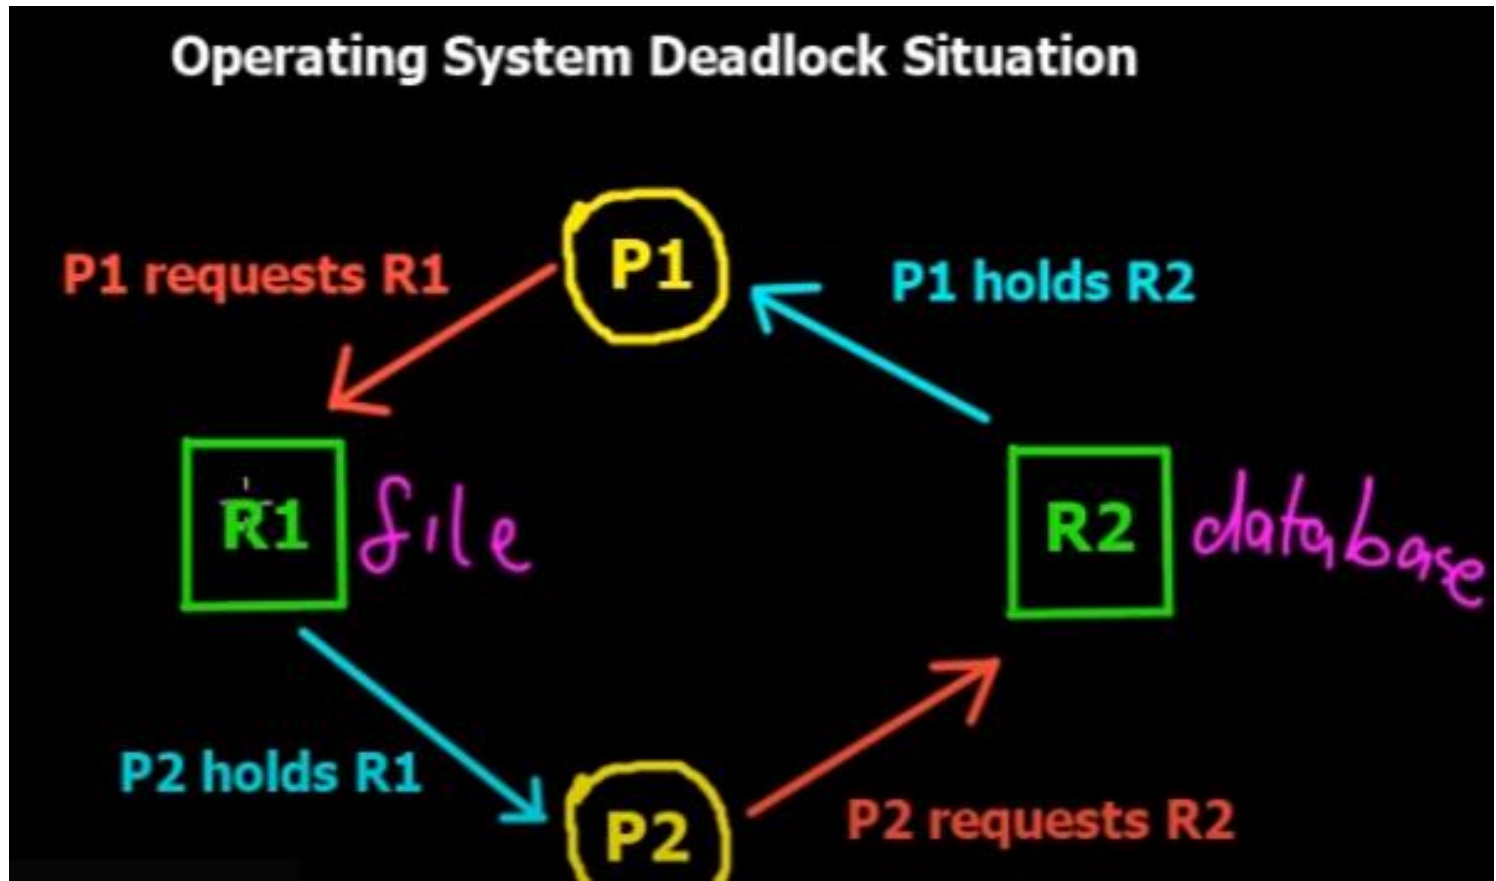 Operating System Deadlock Situation
P1
P1 requests R1
P1 holds R2
R1 file
R2 database
P2 holds R1
P2
P2 requests R2